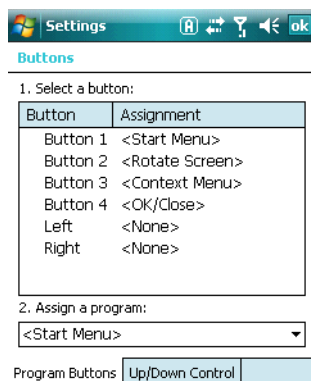 Settings ok
Buttons
1. Select a button:
Button Assignment
Button 1 <Start Menu>
Button 2 <Rotate Screen>
Button 3 <Context Menu>
Button 4 <OK/Close>
Left <None>
Right <None>
2. Assign a program:
<Start Menu>
Program Buttons Up/Down Control